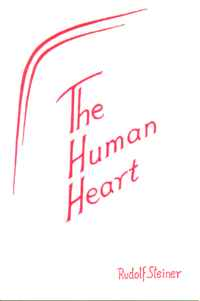 The
Human
Heart
Rudolf Steiner